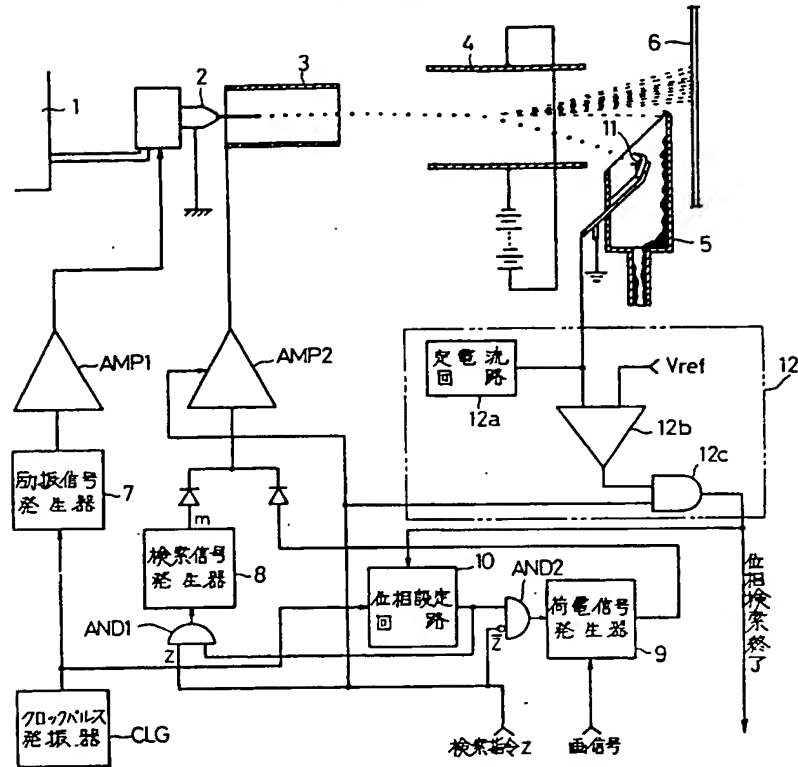 1
2
3
4
6
11
5
AMP1
AMP2
定電流
回路
12a
Vref
12
12b
12c
励振信号
発生器
7
m
検索信号
発生器
8
10
位相設定
回路
AND2
荷電信号
発生器
9
AND1
Z
Z̄
クロックパルス
発振器
CLG
検索指令Z
画信号
位相検索終了